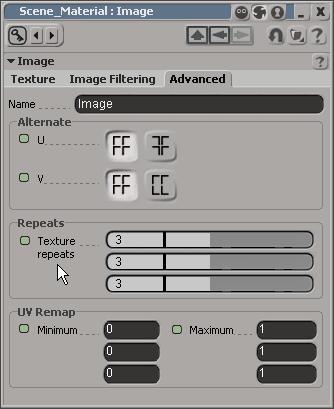 Scene_Material : Image
Image
Texture Image Filtering Advanced
Name Image
Alternate
U
V
Repeats
Texture repeats
3
3
3
UV Remap
Minimum 0 Maximum 1
0 1
0 1